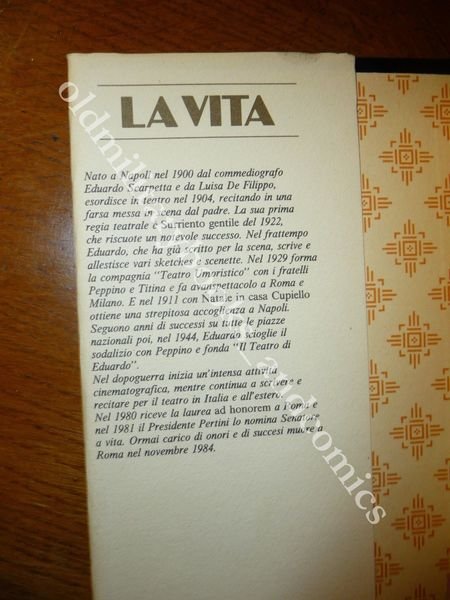 LA VITA
Nato a Napoli nel 1900 dal commediografo
Eduardo Scarpetta e da Luisa De Filippo,
esordisce in teatro nel 1904, recitando in una
farsa messa in scena dal padre. La sua prima
regia teatrale è Surriento gentile del 1922,
che riscuote un notevole successo. Nel frattempo
Eduardo, che ha già scritto per la scena, scrive e
allestisce vari sketches e scenette. Nel 1929 forma
la compagnia "Teatro Umoristico" con i fratelli
Peppino e Titina e fa avanspettacolo a Roma e
Milano. E nel 1911 con Natale in casa Cupiello
ottiene una strepitosa accoglienza a Napoli.
Seguono anni di successi su tutte le piazze
nazionali poi, nel 1944, Eduardo scioglie il
sodalizio con Peppino e fonda "Il Teatro di
Eduardo".
Nel dopoguerra inizia un'intensa attività
cinematografica, mentre continua a scrivere e
recitare per il teatro in Italia e all'estero.
Nel 1980 riceve la laurea ad honorem a Roma e
nel 1981 il Presidente Pertini lo nomina Senatore
a vita. Ormai carico di onori e di succesi muore a
Roma nel novembre 1984.